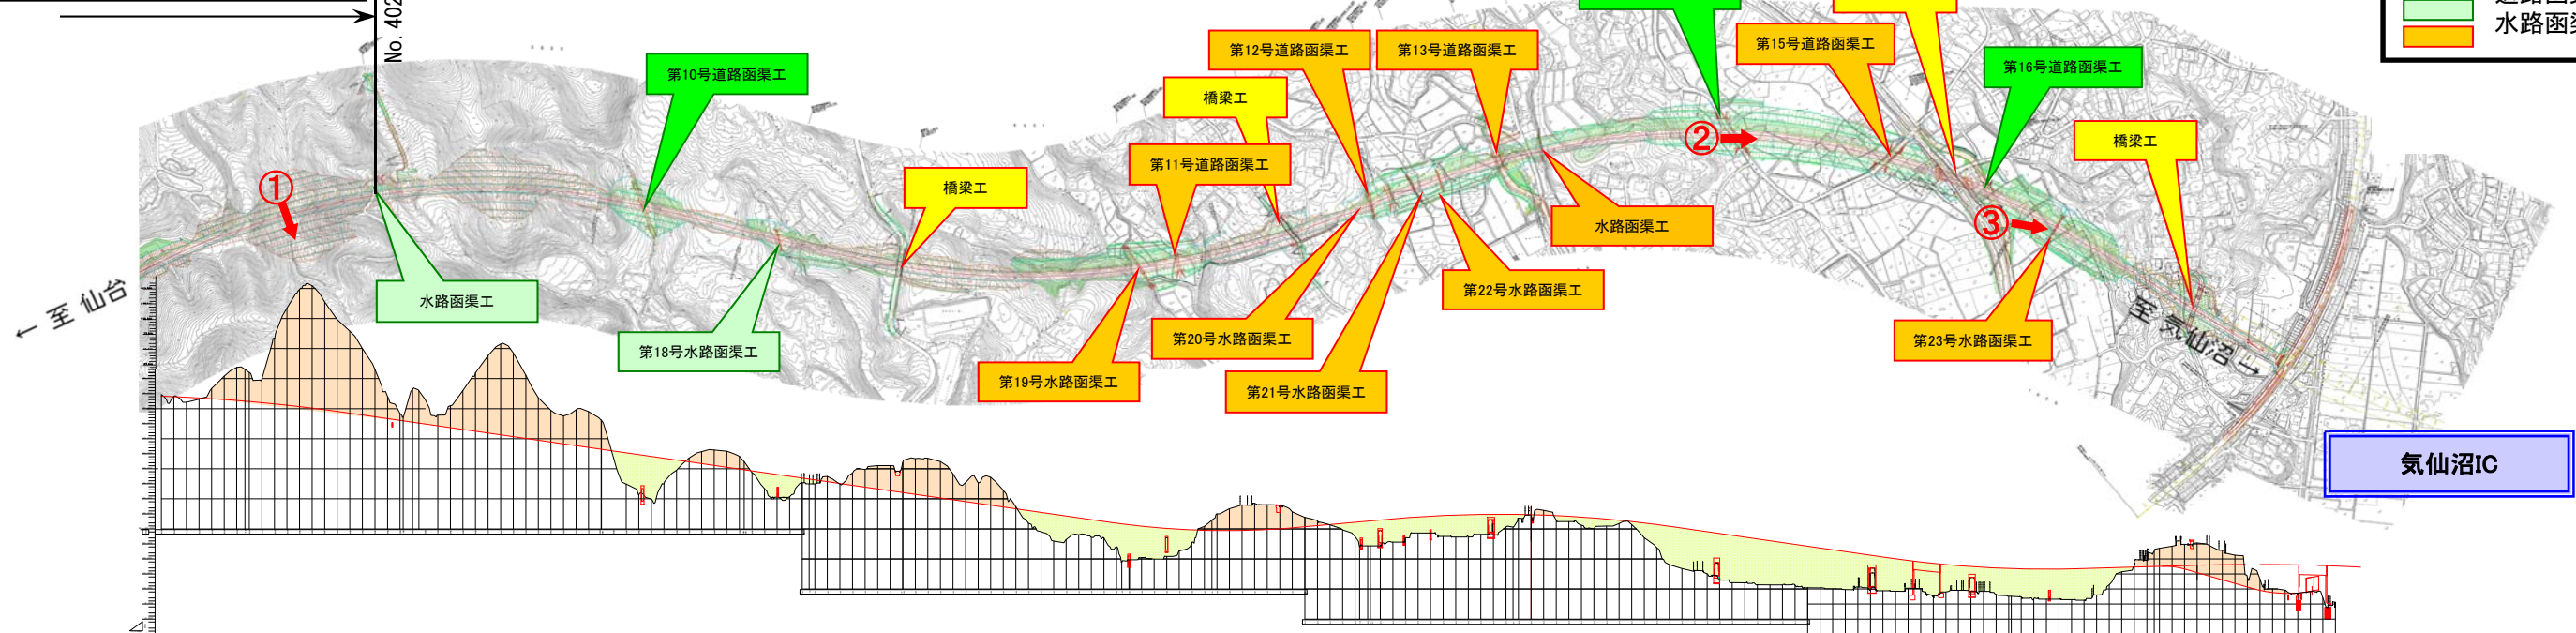 No. 402
第10号道路函渠工
第12号道路函渠工
第13号道路函渠工
第15号道路函渠工
第16号道路函渠工
橋梁工
第11号道路函渠工
橋梁工
橋梁工
①
②
③
水路函渠工
水路函渠工
第18号水路函渠工
第19号水路函渠工
第20号水路函渠工
第21号水路函渠工
第22号水路函渠工
第23号水路函渠工
← 至 仙台
至 気仙沼 →
気仙沼IC
水路函渠